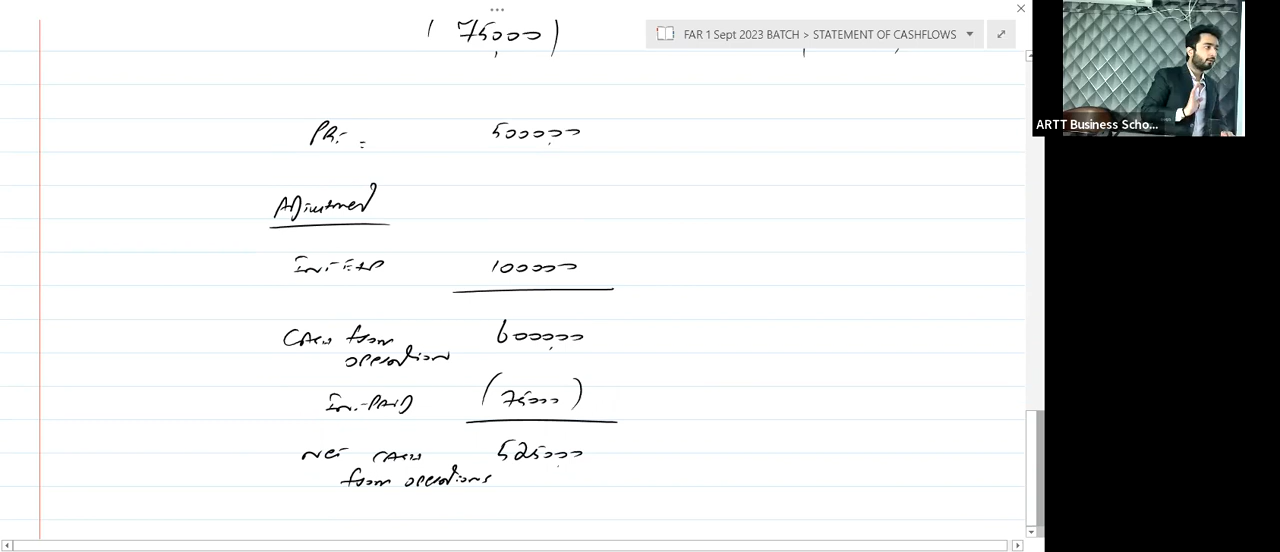 ( 75000 )
FAR 1 Sept 2023 BATCH > STATEMENT OF CASHFLOWS
ARTT Business Scho...
PBT 500000
Adjustment
INT-EXP 100000
CASH from 600000
operation
INT-PAID (75000)
NET CASH 525000
from operations